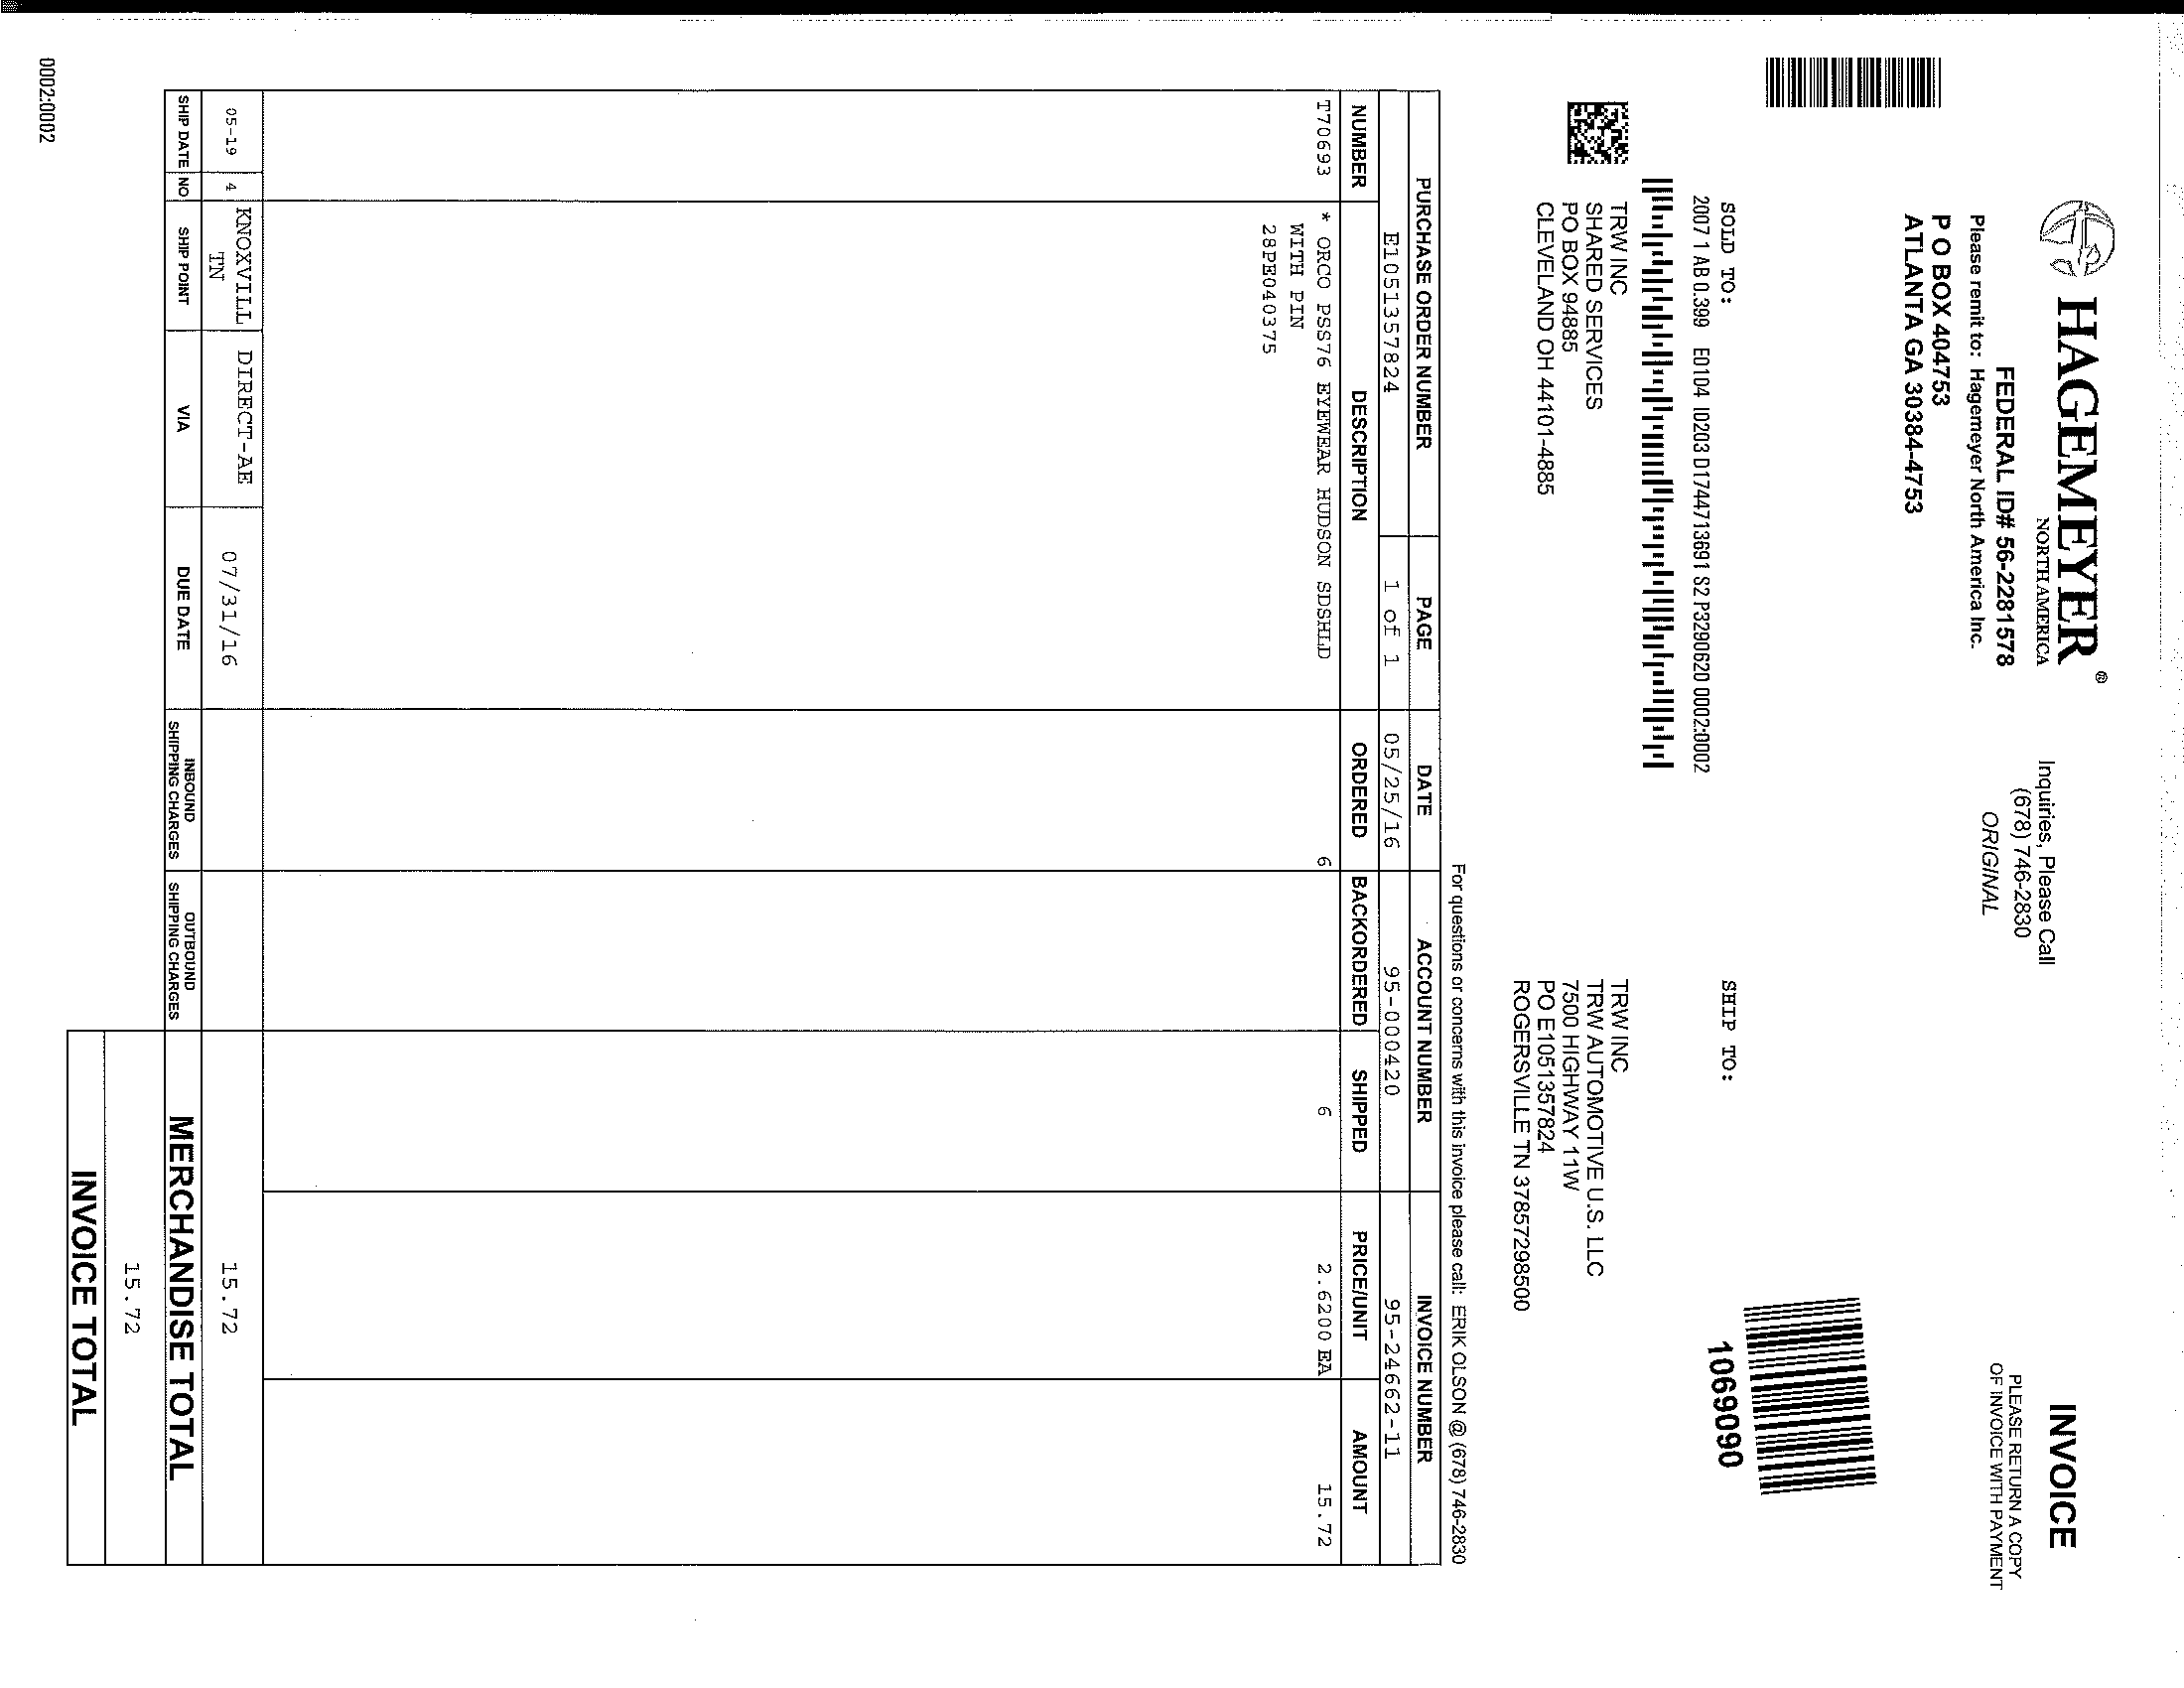 HAGEMEYER®
NORTH AMERICA
FEDERAL ID# 56-2281578
Please remit to: Hagemeyer North America Inc.
P O BOX 404753
ATLANTA GA 30384-4753
Inquiries, Please Call
(678) 746-2830
ORIGINAL
INVOICE
PLEASE RETURN A COPY
OF INVOICE WITH PAYMENT
1069090
SOLD TO:
2007 1 AB 0.399 E0104 I0203 D1744713691 S2 P3290620 0002:0002
TRW INC
SHARED SERVICES
PO BOX 94885
CLEVELAND OH 44101-4885
SHIP TO:
TRW INC
TRW AUTOMOTIVE U.S. LLC
7500 HIGHWAY 11W
PO E1051357824
ROGERSVILLE TN 37857298500
For questions or concerns with this invoice please call: ERIK OLSON @ (678) 746-2830
PURCHASE ORDER NUMBER PAGE DATE ACCOUNT NUMBER INVOICE NUMBER
E1051357824 1 of 1 05/25/16 95-000420 95-24662-11
NUMBER DESCRIPTION ORDERED BACKORDERED SHIPPED PRICE/UNIT AMOUNT
T70693 * ORCO PSS76 EYEWEAR HUDSON SDSHLD 6 6 2.6200 EA 15.72
WITH PIN
28PE040375
05-19 4 KNOXVILL DIRECT-AE 07/31/16 15.72
TN
SHIP DATE NO SHIP POINT VIA DUE DATE INBOUND SHIPPING CHARGES OUTBOUND SHIPPING CHARGES MERCHANDISE TOTAL
15.72
INVOICE TOTAL
0002:0002